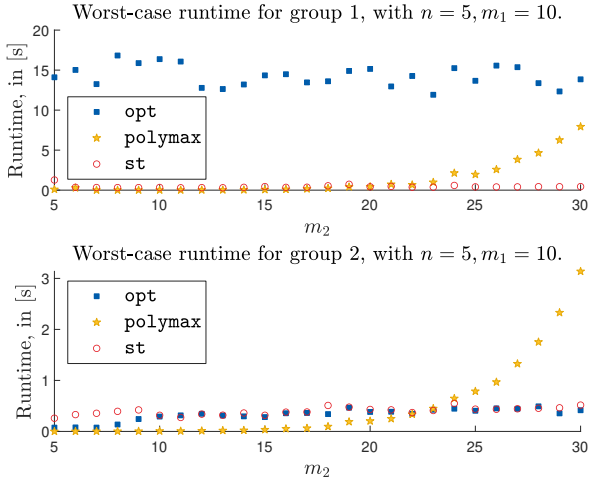 Worst-case runtime for group 1, with n = 5, m₁ = 10.
20
15
10
5
0
Runtime, in [s]
opt
polymax
st
5 10 15 20 25 30
m₂
Worst-case runtime for group 2, with n = 5, m₁ = 10.
3
2
1
0
Runtime, in [s]
opt
polymax
st
5 10 15 20 25 30
m₂